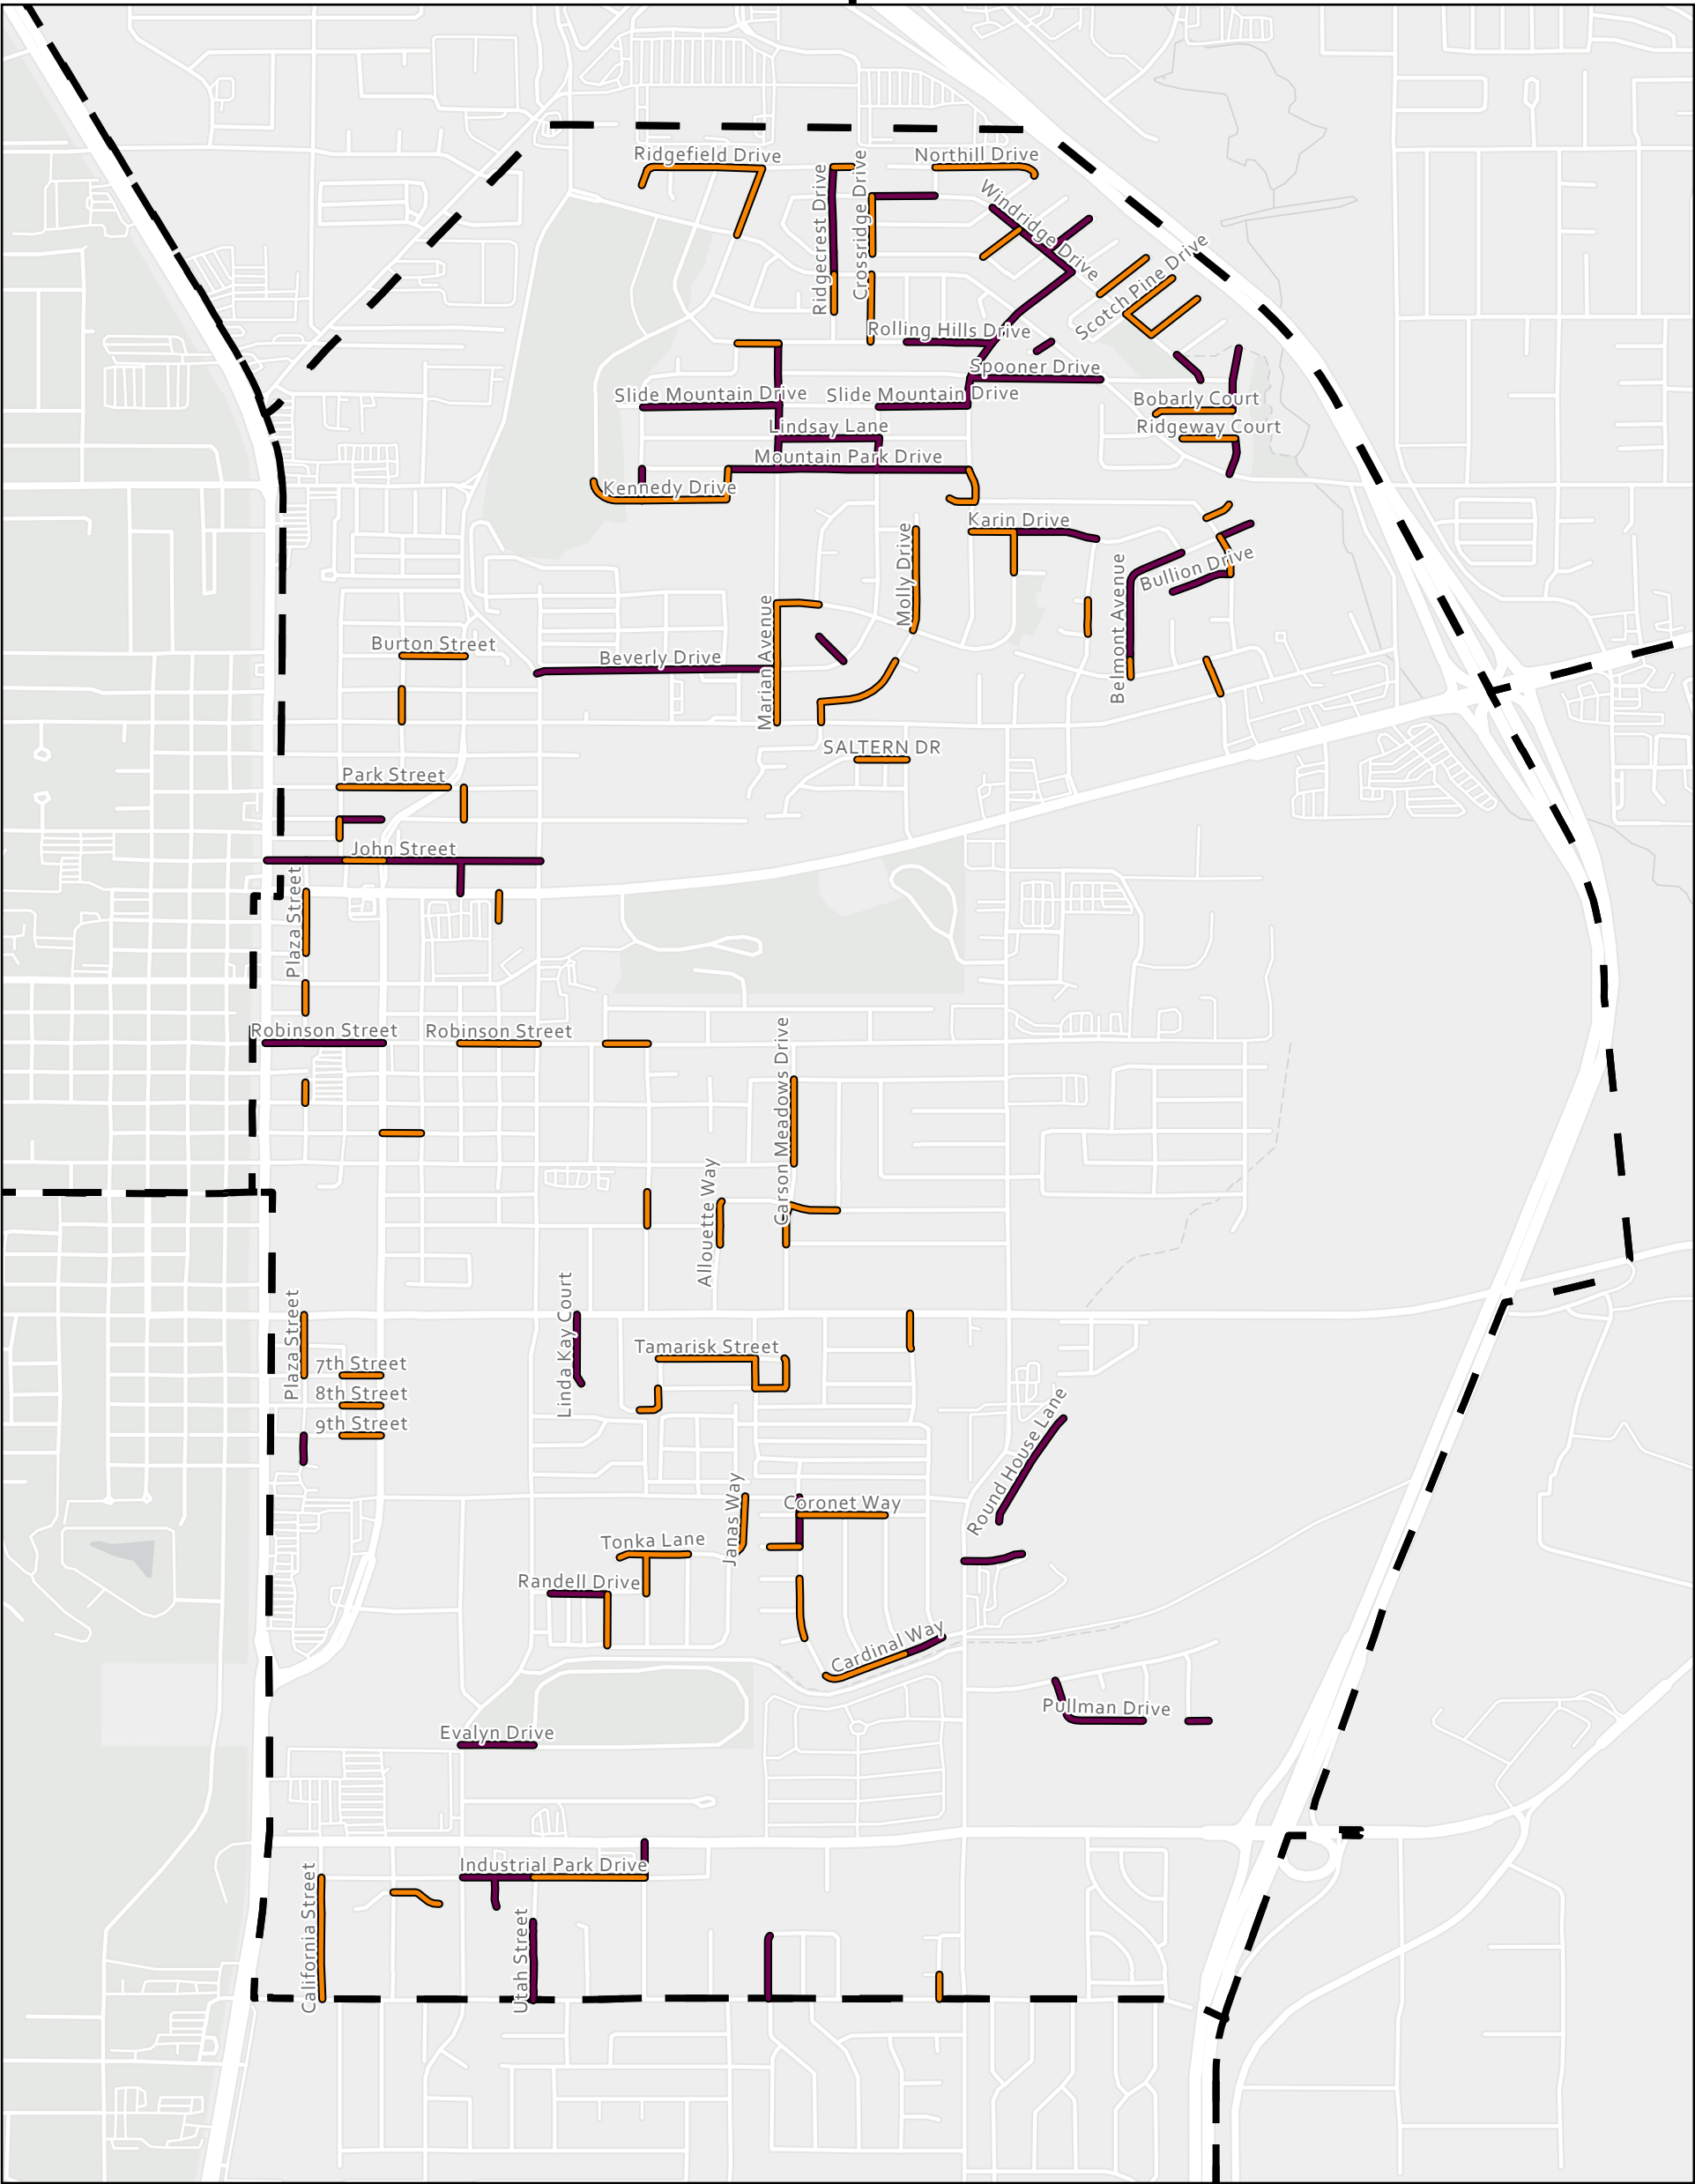 Ridgefield Drive
Northill Drive
Ridgecrest Drive
Crossridge Drive
Windridge Drive
Scotch Pine Drive
Rolling Hills Drive
Spooner Drive
Slide Mountain Drive
Slide Mountain Drive
Bobarly Court
Lindsay Lane
Ridgeway Court
Mountain Park Drive
Kennedy Drive
Karin Drive
Molly Drive
Bullion Drive
Belmont Avenue
Burton Street
Beverly Drive
Marian Avenue
SALTERN DR
Park Street
John Street
Plaza Street
Robinson Street
Robinson Street
Carson Meadows Drive
Allouette Way
Linda Kay Court
Plaza Street
Tamarisk Street
7th Street
8th Street
9th Street
Round House Lane
Janas Way
Coronet Way
Tonka Lane
Randell Drive
Cardinal Way
Pullman Drive
Evalyn Drive
Industrial Park Drive
California Street
Utah Street